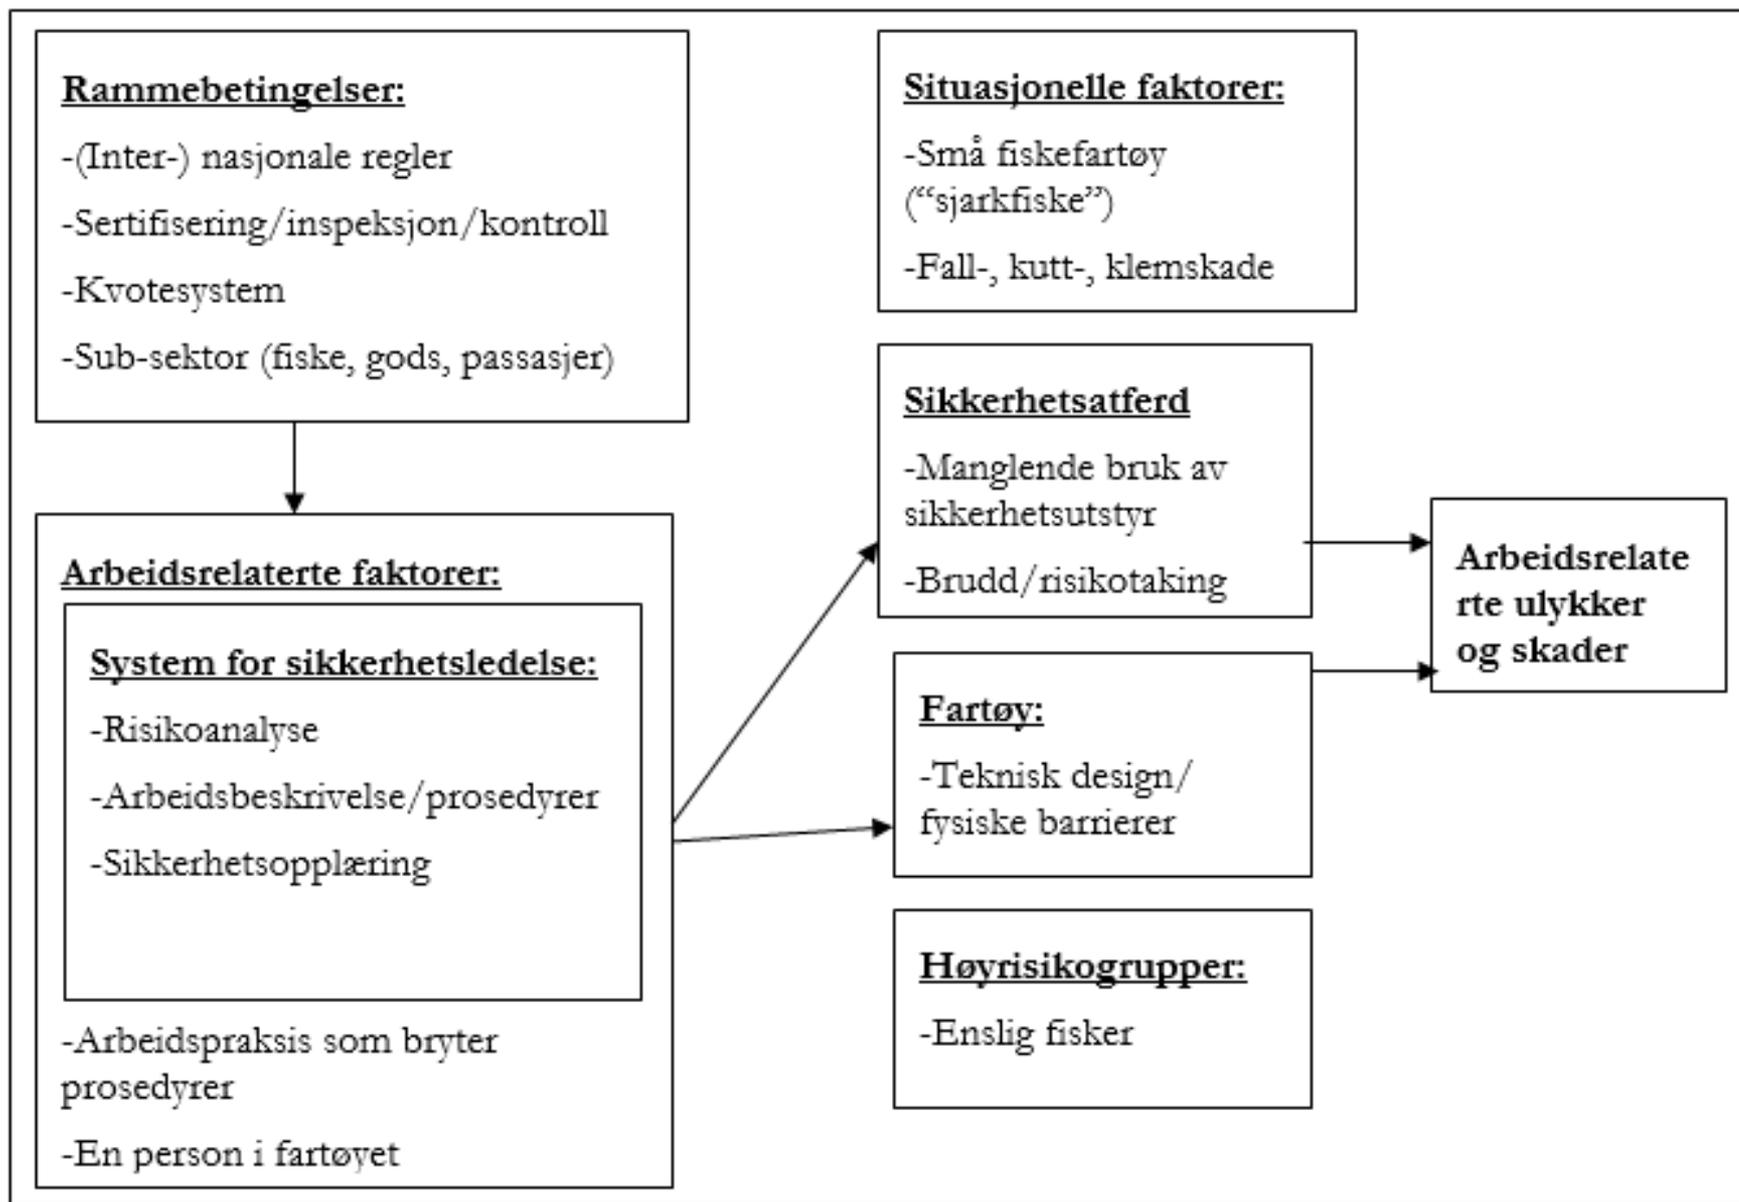 Rammebetingelser:
-(Inter-) nasjonale regler
-Sertifisering/inspeksjon/kontroll
-Kvotesystem
-Sub-sektor (fiske, gods, passasjer)
Arbeidsrelaterte faktorer:
System for sikkerhetsledelse:
-Risikoanalyse
-Arbeidsbeskrivelse/prosedyrer
-Sikkerhetsopplæring
-Arbeidspraksis som bryter
prosedyrer
-En person i fartøyet
Situasjonelle faktorer:
-Små fiskefartøy
(“sjarkfiske”)
-Fall-, kutt-, klemskade
Sikkerhetsatferd
-Manglende bruk av
sikkerhetsutstyr
-Brudd/risikotaking
Fartøy:
-Teknisk design/
fysiske barrierer
Høyrisikogrupper:
-Enslig fisker
Arbeidsrelate
rte ulykker
og skader